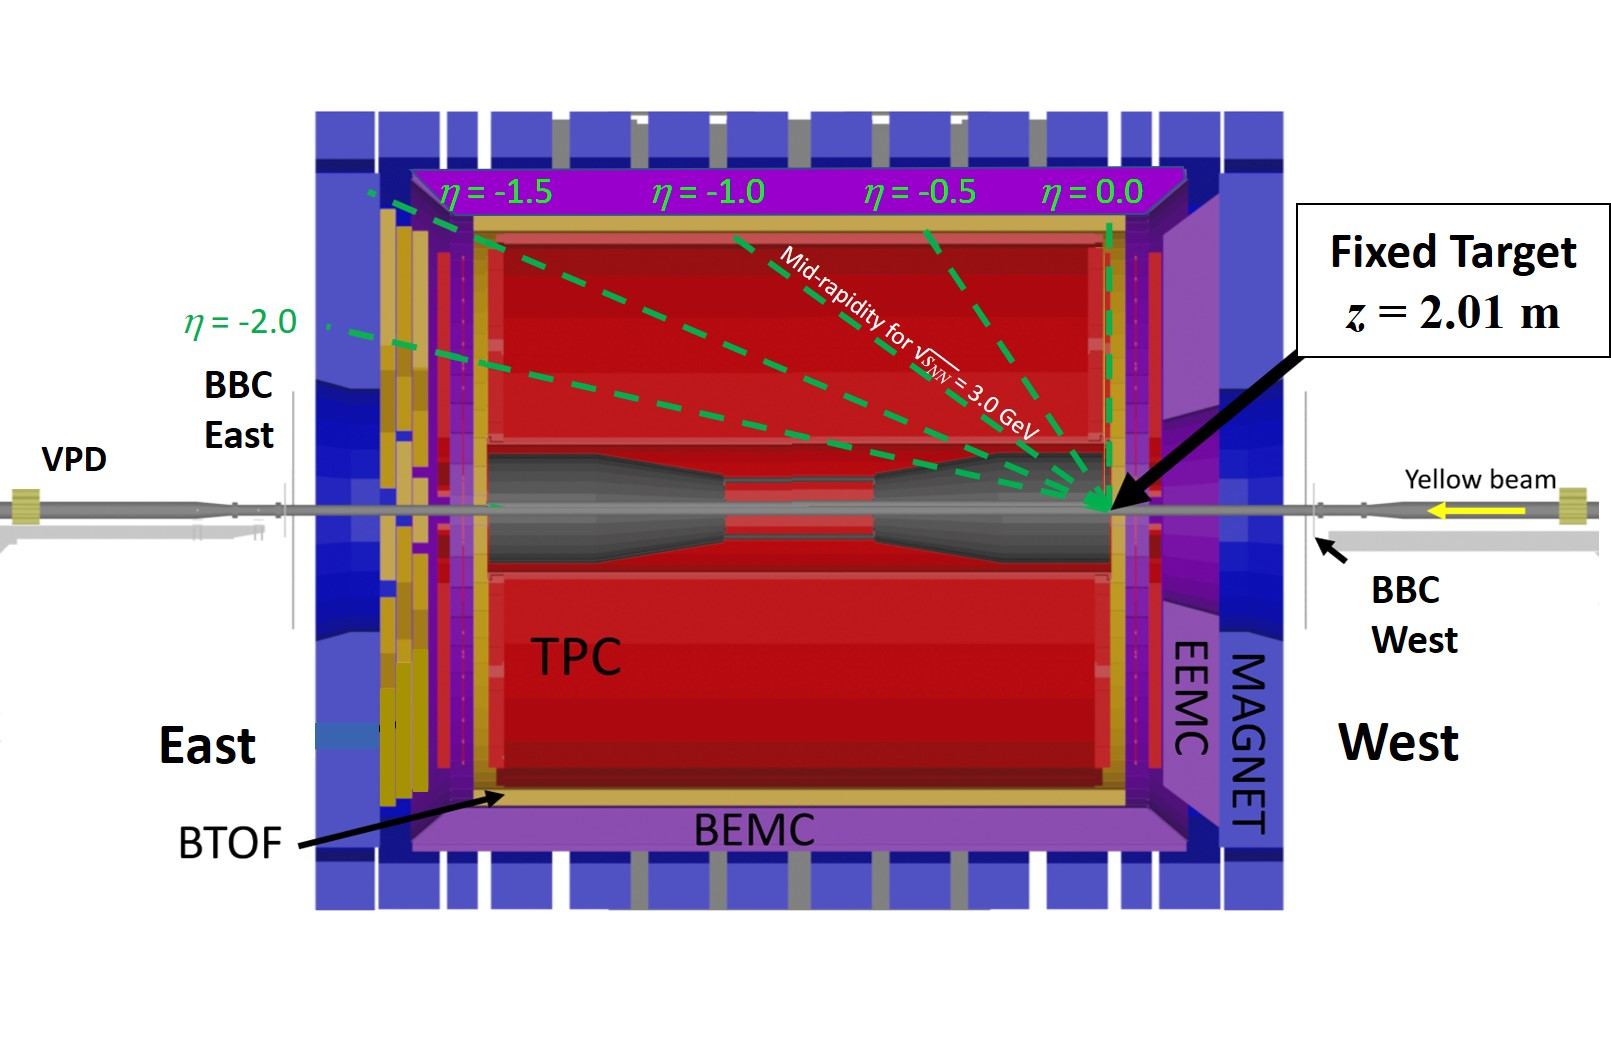 η = -1.5
η = -1.0
η = -0.5
η = 0.0
Fixed Target
z = 2.01 m
Mid-rapidity for √sNN = 3.0 GeV
η = -2.0
BBC
East
VPD
Yellow beam
BBC
West
TPC
EEMC
MAGNET
East
West
BTOF
BEMC